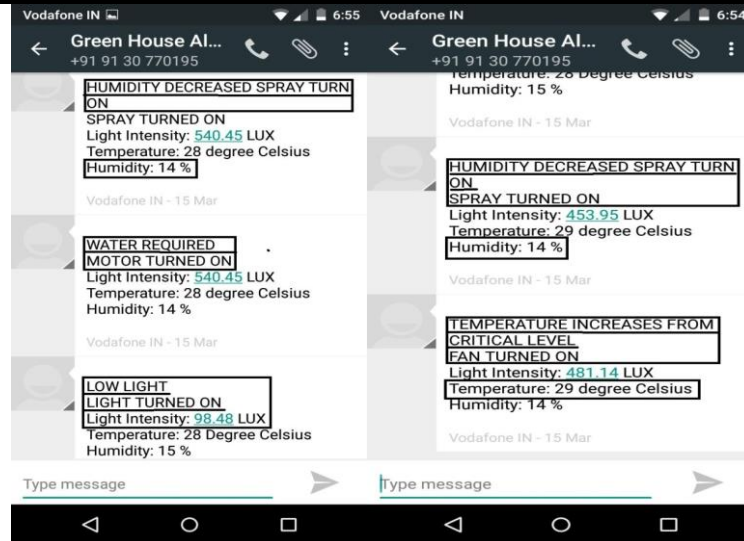 Vodafone IN
6:55
Green House Al...
+91 91 30 770195
HUMIDITY DECREASED SPRAY TURN
ON
SPRAY TURNED ON
Light Intensity: 540.45 LUX
Temperature: 28 degree Celsius
Humidity: 14 %
Vodafone IN - 15 Mar
WATER REQUIRED
MOTOR TURNED ON
Light Intensity: 540.45 LUX
Temperature: 28 degree Celsius
Humidity: 14 %
Vodafone IN - 15 Mar
LOW LIGHT
LIGHT TURNED ON
Light Intensity: 98.48 LUX
Temperature: 28 Degree Celsius
Humidity: 15 %
Type message
Vodafone IN
6:54
Green House Al...
+91 91 30 770195
Temperature: 28 Degree Celsius
Humidity: 15 %
Vodafone IN - 15 Mar
HUMIDITY DECREASED SPRAY TURN
ON
SPRAY TURNED ON
Light Intensity: 453.95 LUX
Temperature: 29 degree Celsius
Humidity: 14 %
Vodafone IN - 15 Mar
TEMPERATURE INCREASES FROM
CRITICAL LEVEL
FAN TURNED ON
Light Intensity: 481.14 LUX
Temperature: 29 degree Celsius
Humidity: 14 %
Vodafone IN - 15 Mar
Type message